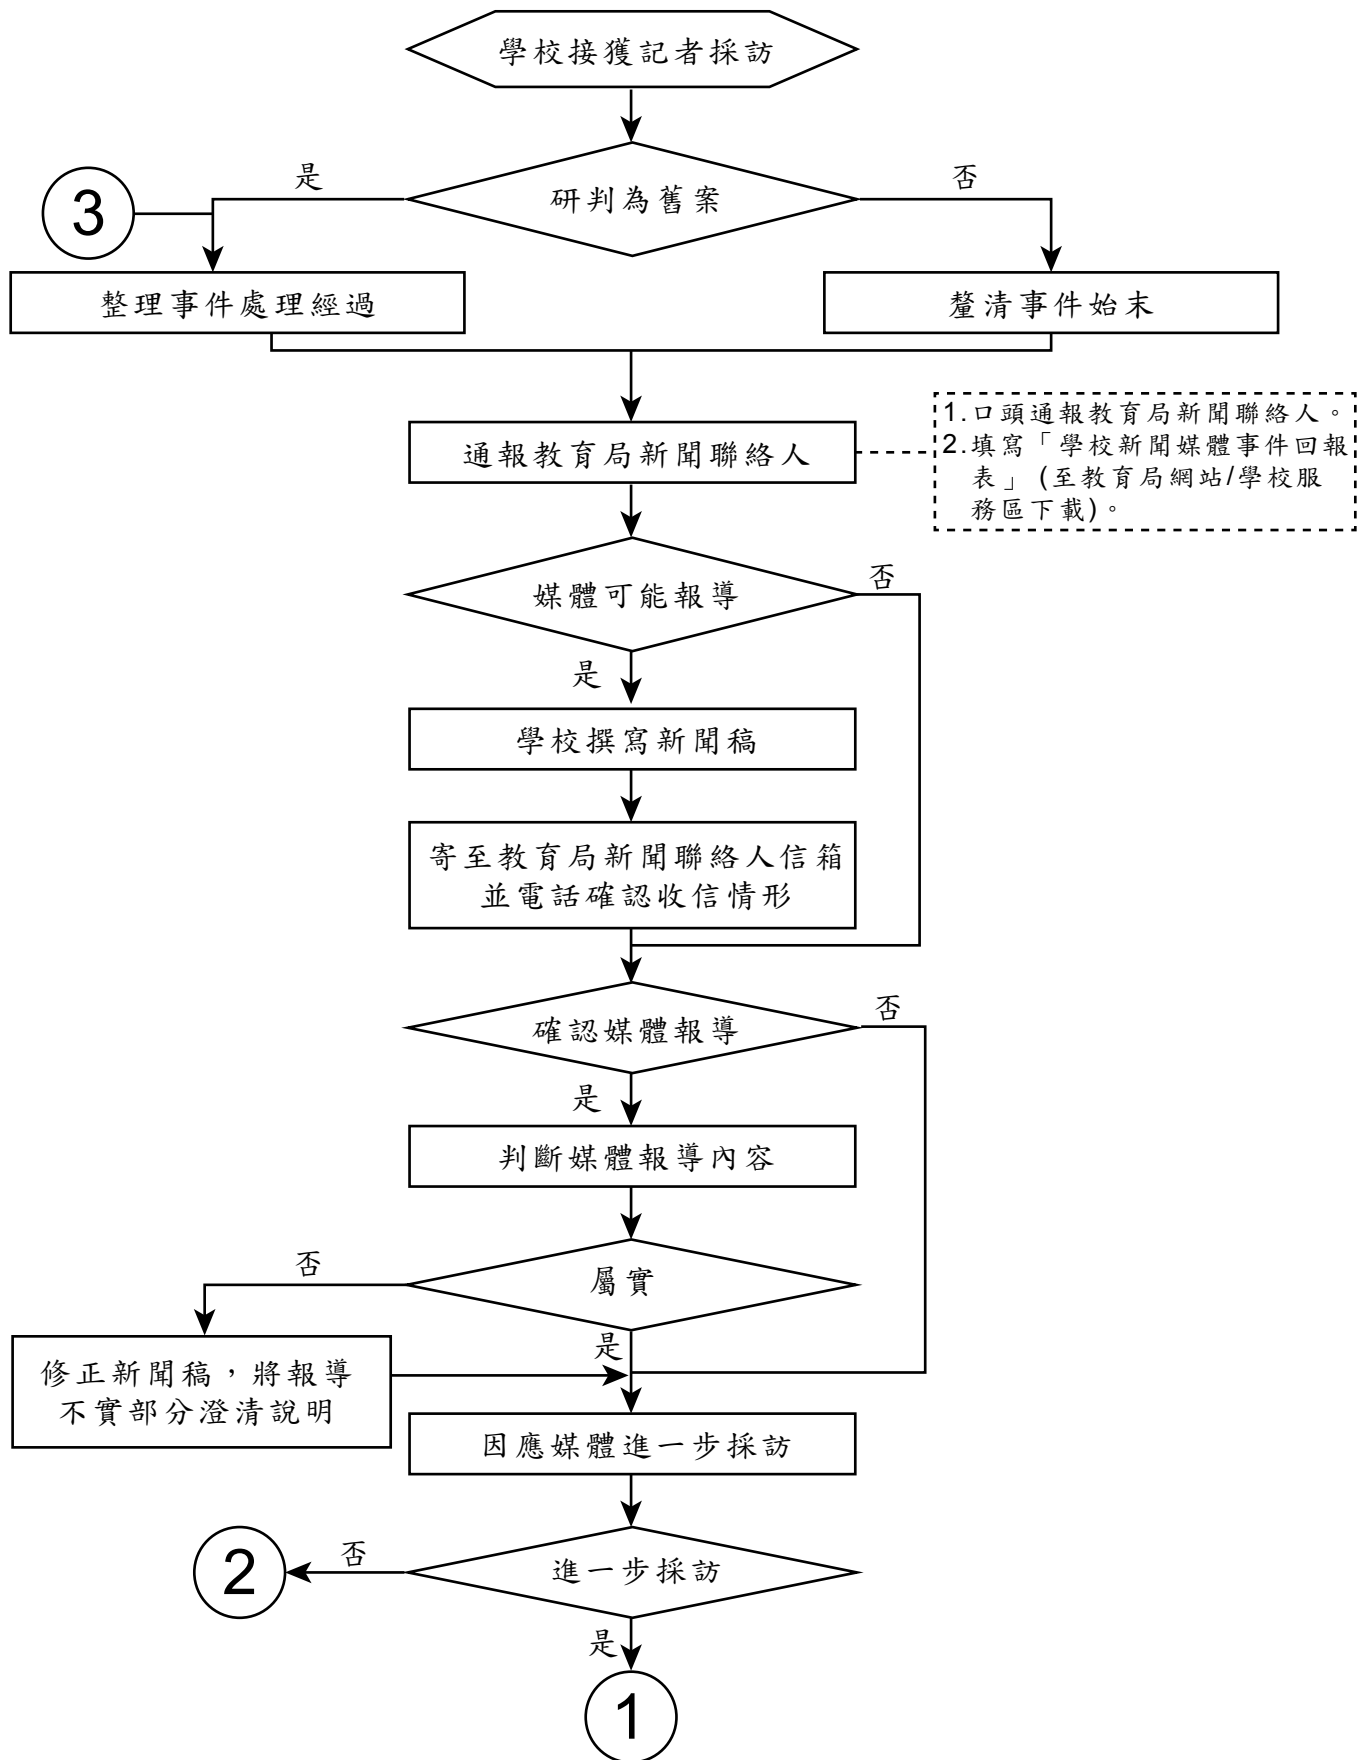 學校接獲記者採訪
研判為舊案
是
否
3
整理事件處理經過
釐清事件始末
通報教育局新聞聯絡人
1.口頭通報教育局新聞聯絡人。
2.填寫「學校新聞媒體事件回報
表」(至教育局網站/學校服
務區下載)。
媒體可能報導
否
是
學校撰寫新聞稿
寄至教育局新聞聯絡人信箱
並電話確認收信情形
確認媒體報導
否
是
判斷媒體報導內容
屬實
否
是
修正新聞稿，將報導
不實部分澄清說明
因應媒體進一步採訪
進一步採訪
否
2
是
1